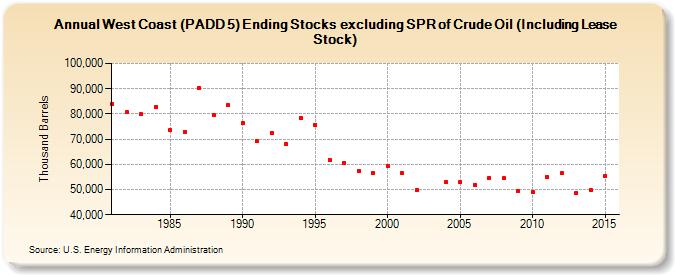 Annual West Coast (PADD 5) Ending Stocks excluding SPR of Crude Oil (Including Lease
Stock)
Thousand Barrels
100,000
90,000
80,000
70,000
60,000
50,000
40,000
1985 1990 1995 2000 2005 2010 2015
Source: U.S. Energy Information Administration